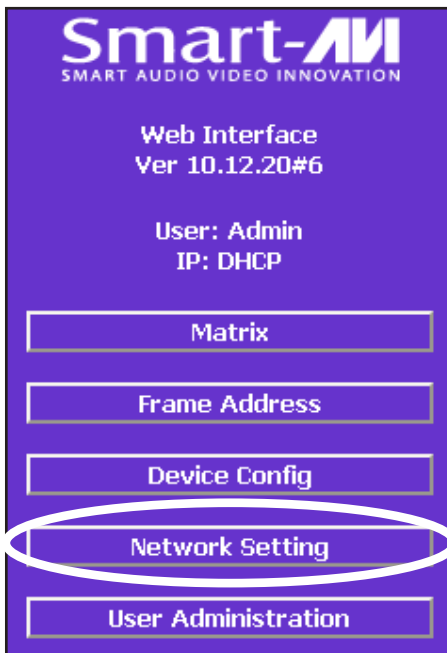 Smart-AVI
SMART AUDIO VIDEO INNOVATION
Web Interface
Ver 10.12.20#6
User: Admin
IP: DHCP
Matrix
Frame Address
Device Config
Network Setting
User Administration